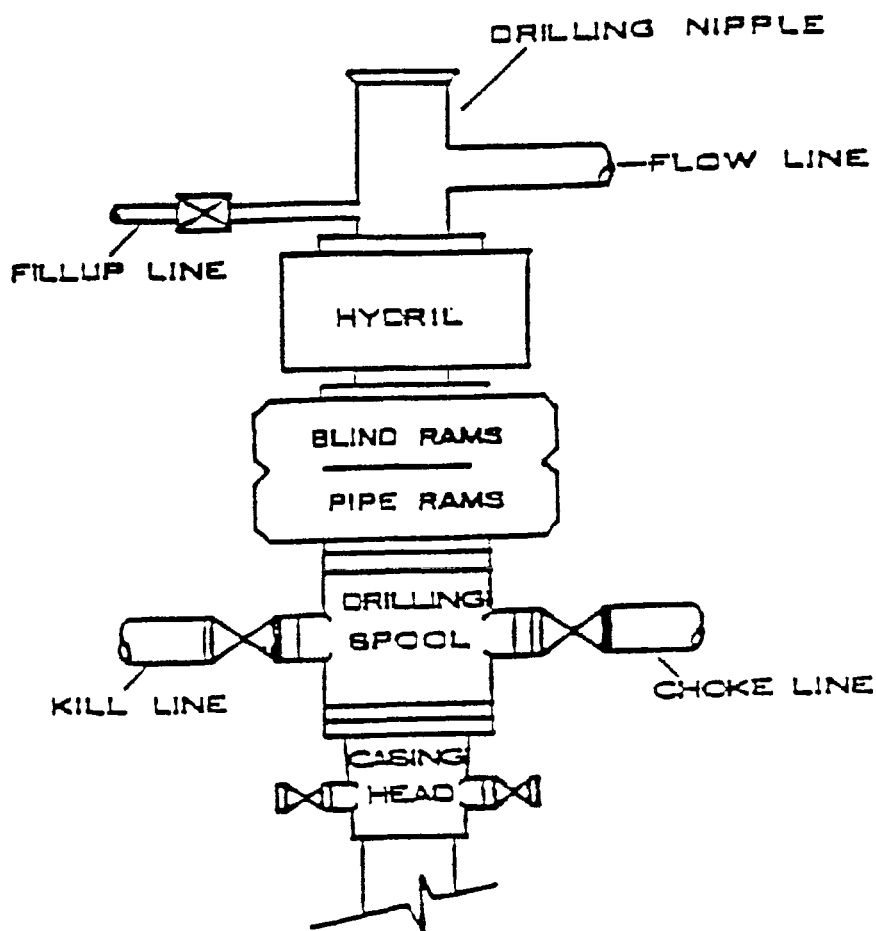 DRILLING NIPPLE
FLOW LINE
FILLUP LINE
HYDRIL
BLIND RAMS
PIPE RAMS
DRILLING
SPOOL
KILL LINE
CHOKE LINE
CASING
HEAD